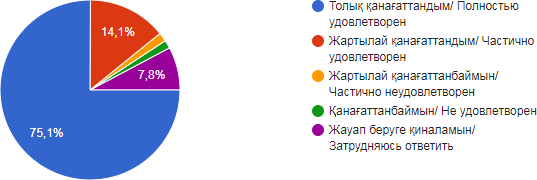 14,1%
7,8%
75,1%
Толық қанағаттандым/ Полностью
удовлетворен
Жартылай қанағаттандым/ Частично
удовлетворен
Жартылай қанағаттанбаймын/
Частично неудовлетворен
Қанағаттанбаймын/ Не удовлетворен
Жауап беруге қиналамын/
Затрудняюсь ответить